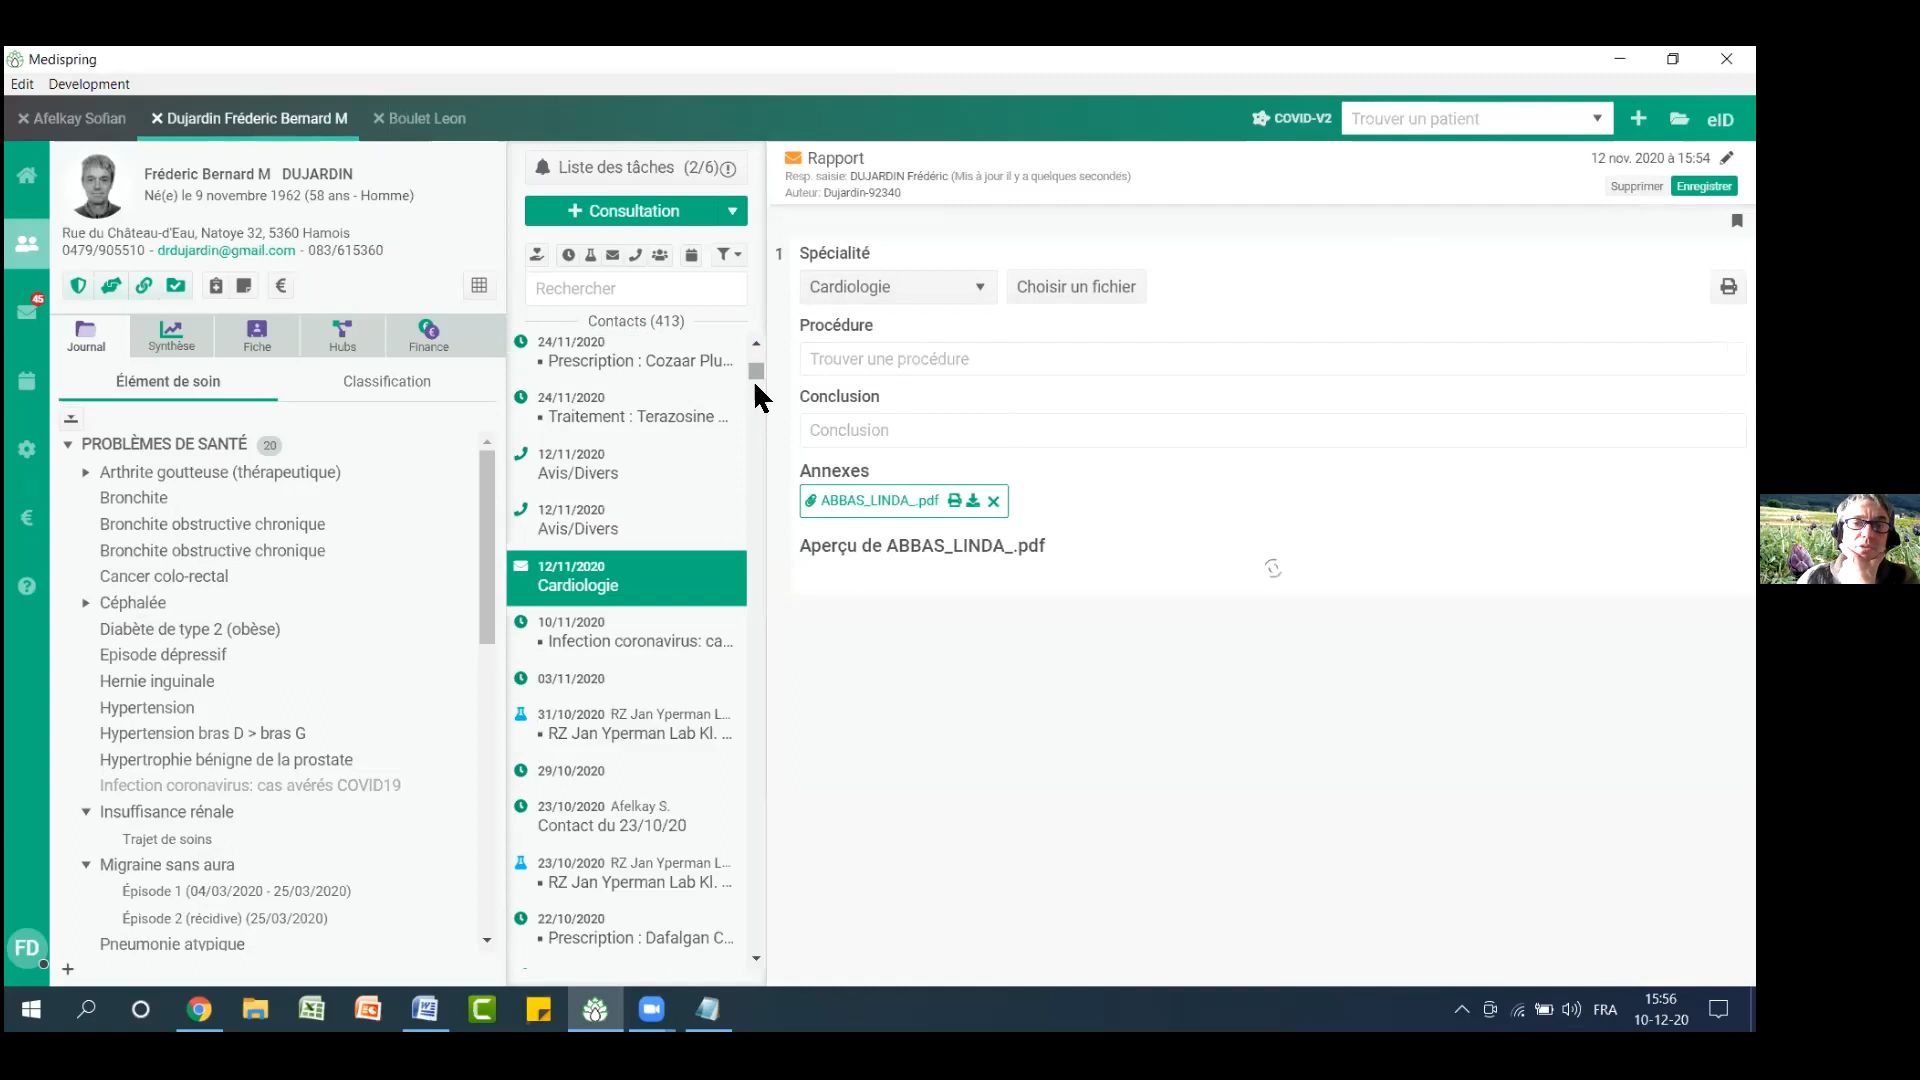 Medispring
Edit Development
Afelkay Sofian
Dujardin Fréderic Bernard M
Boulet Leon
COVID-V2
Trouver un patient
eID
Fréderic Bernard M DUJARDIN
Né(e) le 9 novembre 1962 (58 ans - Homme)
Rue du Château-d'Eau, Natoye 32, 5360 Hamois
0479/905510 - drdujardin@gmail.com - 083/615360
45
Journal
Synthèse
Fiche
Hubs
Finance
Élément de soin
Classification
PROBLÈMES DE SANTÉ 20
Arthrite goutteuse (thérapeutique)
Bronchite
Bronchite obstructive chronique
Bronchite obstructive chronique
Cancer colo-rectal
Céphalée
Diabète de type 2 (obèse)
Episode dépressif
Hernie inguinale
Hypertension
Hypertension bras D > bras G
Hypertrophie bénigne de la prostate
Infection coronavirus: cas avérés COVID19
Insuffisance rénale
Trajet de soins
Migraine sans aura
Épisode 1 (04/03/2020 - 25/03/2020)
Épisode 2 (récidive) (25/03/2020)
Pneumonie atypique
FD
Liste des tâches (2/6)
Consultation
Rechercher
Contacts (413)
24/11/2020
Prescription : Cozaar Plu...
24/11/2020
Traitement : Terazosine ...
12/11/2020
Avis/Divers
12/11/2020
Avis/Divers
12/11/2020
Cardiologie
10/11/2020
Infection coronavirus: ca...
03/11/2020
31/10/2020 RZ Jan Yperman L...
RZ Jan Yperman Lab Kl. ...
29/10/2020
23/10/2020 Afelkay S.
Contact du 23/10/20
23/10/2020 RZ Jan Yperman L...
RZ Jan Yperman Lab Kl. ...
22/10/2020
Prescription : Dafalgan C...
Rapport
12 nov. 2020 à 15:54
Resp. saisie: DUJARDIN Frédéric (Mis à jour il y a quelques secondes)
Auteur: Dujardin-92340
Supprimer
Enregistrer
1
Spécialité
Cardiologie
Choisir un fichier
Procédure
Trouver une procédure
Conclusion
Conclusion
Annexes
ABBAS_LINDA_.pdf
Aperçu de ABBAS_LINDA_.pdf
FRA
15:56
10-12-20